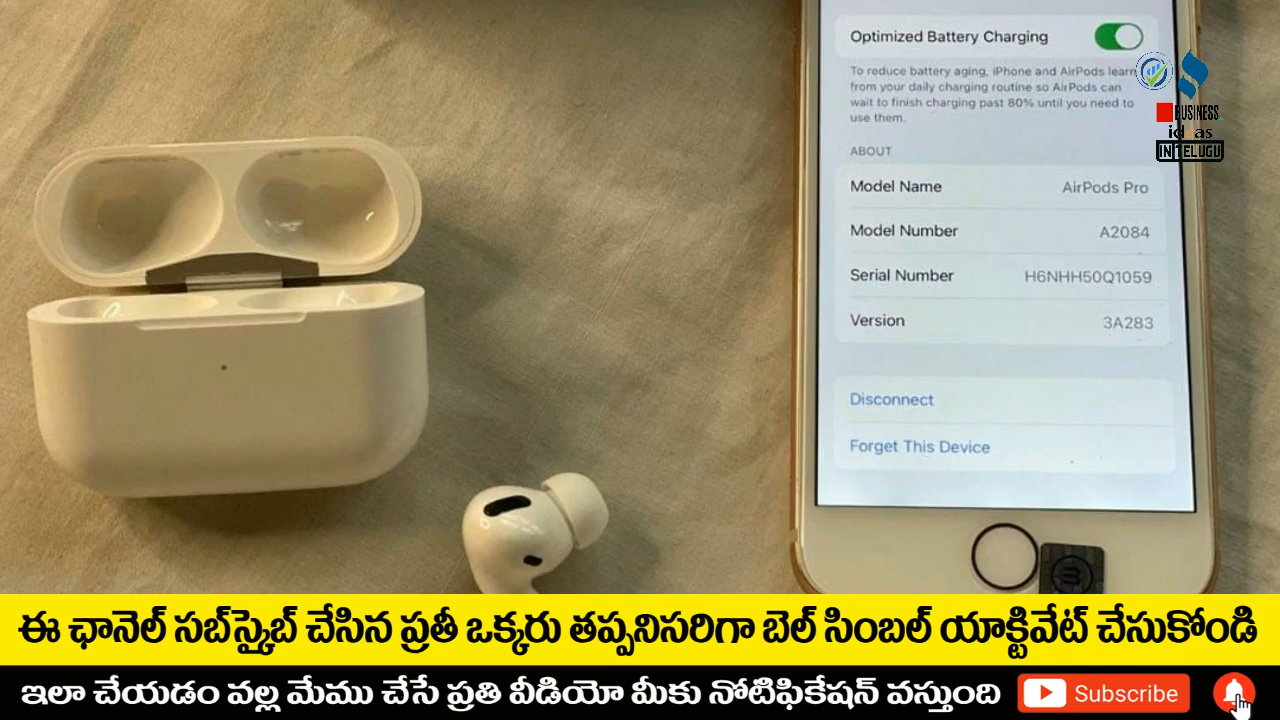 Optimized Battery Charging
To reduce battery aging, iPhone and AirPods learn
from your daily charging routine so AirPods can
wait to finish charging past 80% until you need to
use them.
BUSINESS
ideas
IN TELUGU
ABOUT
Model Name AirPods Pro
Model Number A2084
Serial Number H6NHH50Q1059
Version 3A283
Disconnect
Forget This Device
ఈ ఛానెల్ సబ్‌స్క్రైబ్ చేసిన ప్రతీ ఒక్కరు తప్పనిసరిగా బెల్ సింబల్ యాక్టివేట్ చేసుకోండి
ఇలా చేయడం వల్ల మేము చేసే ప్రతి వీడియో మీకు నోటిఫికేషన్ వస్తుంది Subscribe